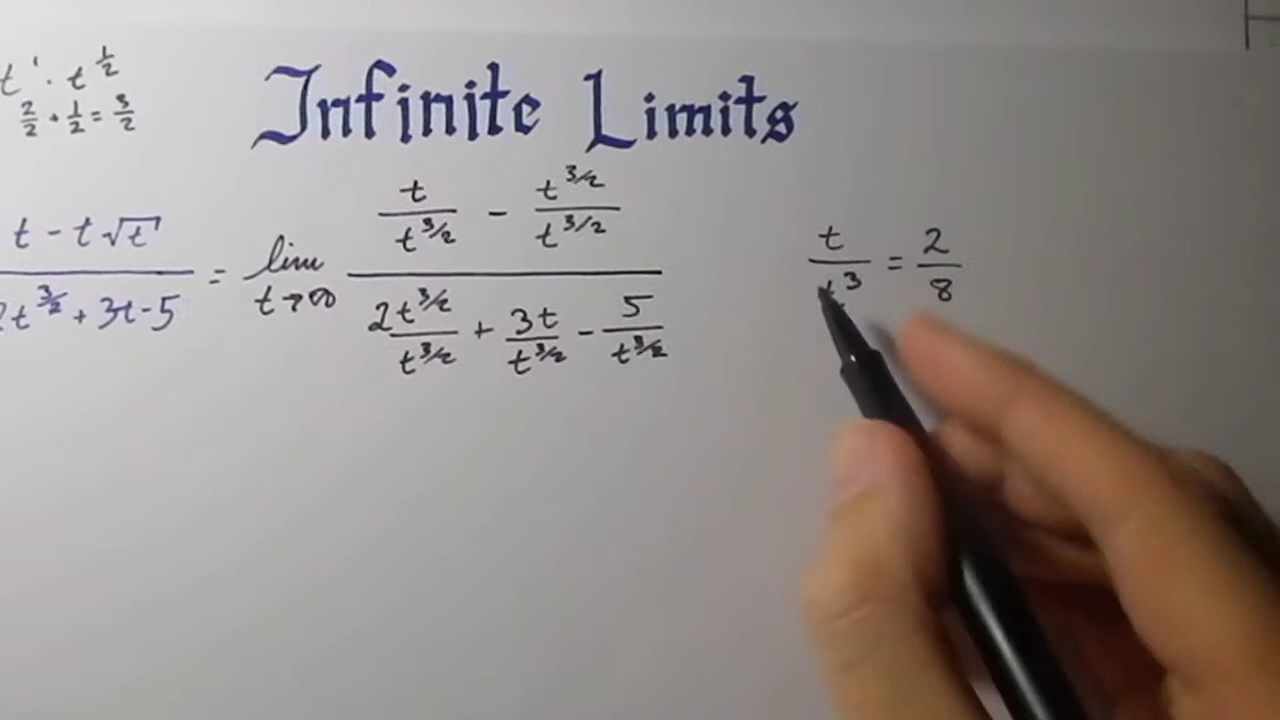 t¹ · t^(1/2)
2/2 + 1/2 = 3/2
Infinite Limits
(t - t√t) / (2t^(3/2) + 3t - 5) = lim t→∞ (t/t^(3/2) - t^(3/2)/t^(3/2)) / (2t^(3/2)/t^(3/2) + 3t/t^(3/2) - 5/t^(3/2))
t/t³ = 2/8